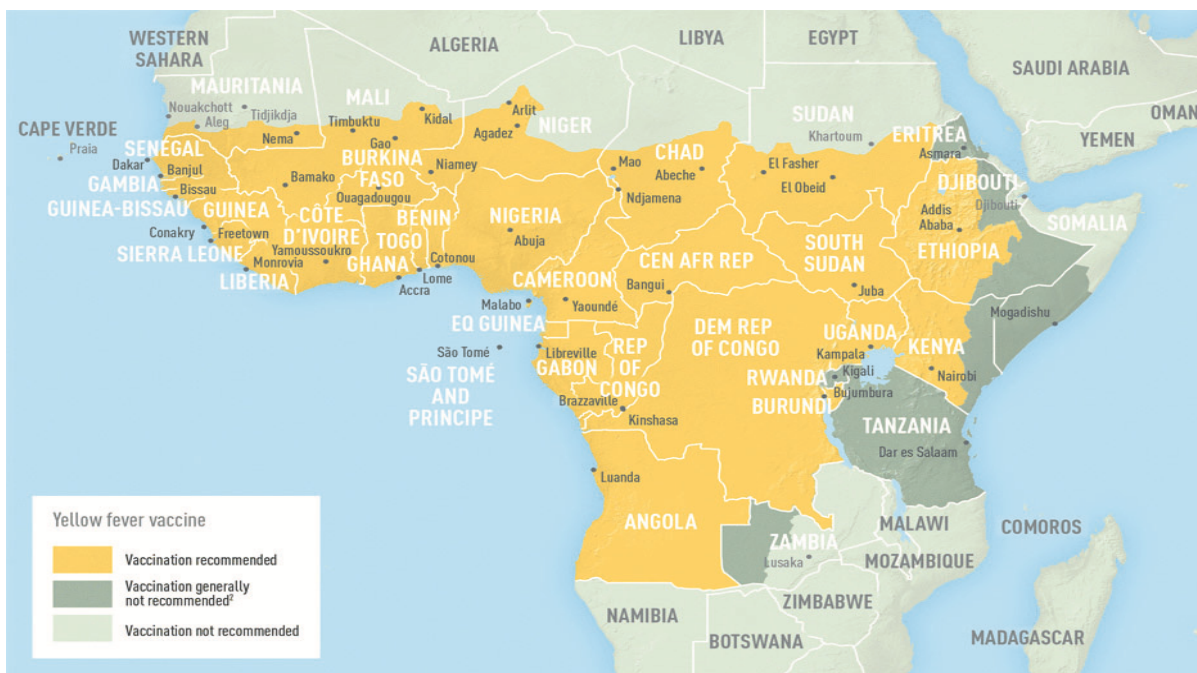 WESTERN
SAHARA
ALGERIA
LIBYA
EGYPT
SAUDI ARABIA
OMAN
YEMEN
MAURITANIA
Nouakchott
Tidjikdja
Aleg
MALI
Timbuktu
Kidal
Gao
Nema
Arlit
Agadez
NIGER
SUDAN
Khartoum
ERITREA
Asmara
CAPE VERDE
Praia
SENEGAL
Dakar
Banjul
GAMBIA
Bissau
GUINEA-BISSAU
Bamako
BURKINA
FASO
Ouagadougou
Niamey
Mao
CHAD
Abeche
Ndjamena
El Fasher
El Obeid
DJIBOUTI
Djibouti
SOMALIA
GUINEA
Conakry
Freetown
SIERRA LEONE
CÔTE
D'IVOIRE
Yamoussoukro
Monrovia
LIBERIA
BENIN
TOGO
GHANA
Cotonou
Lome
Accra
NIGERIA
Abuja
Addis
Ababa
ETHIOPIA
CAMEROON
Yaoundé
CEN AFR REP
Bangui
SOUTH
SUDAN
Juba
Malabo
EQ GUINEA
São Tomé
SÃO TOMÉ
AND
PRINCIPE
Libreville
GABON
REP
OF
CONGO
Brazzaville
Kinshasa
DEM REP
OF CONGO
UGANDA
Kampala
KENYA
Nairobi
Mogadishu
RWANDA
Kigali
Bujumbura
BURUNDI
TANZANIA
Dar es Salaam
Luanda
ANGOLA
ZAMBIA
Lusaka
MALAWI
MOZAMBIQUE
COMOROS
ZIMBABWE
NAMIBIA
BOTSWANA
MADAGASCAR
Yellow fever vaccine
Vaccination recommended
Vaccination generally
not recommended²
Vaccination not recommended